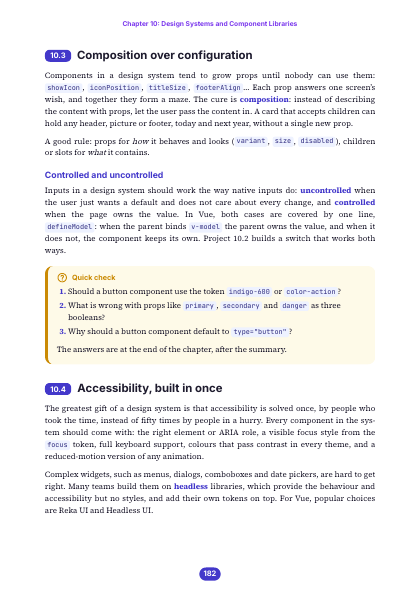 Chapter 10: Design Systems and Component Libraries
10.3 Composition over configuration
Components in a design system tend to grow props until nobody can use them:
showIcon, iconPosition, titleSize, footerAlign… Each prop answers one screen's
wish, and together they form a maze. The cure is composition: instead of describing
the content with props, let the user pass the content in. A card that accepts children can
hold any header, picture or footer, today and next year, without a single new prop.
A good rule: props for how it behaves and looks (variant, size, disabled), children
or slots for what it contains.
Controlled and uncontrolled
Inputs in a design system should work the way native inputs do: uncontrolled when
the user just wants a default and does not care about every change, and controlled
when the page owns the value. In Vue, both cases are covered by one line,
defineModel: when the parent binds v-model the parent owns the value, and when it
does not, the component keeps its own. Project 10.2 builds a switch that works both
ways.
Quick check
1. Should a button component use the token indigo-600 or color-action?
2. What is wrong with props like primary, secondary and danger as three
booleans?
3. Why should a button component default to type="button"?
The answers are at the end of the chapter, after the summary.
10.4 Accessibility, built in once
The greatest gift of a design system is that accessibility is solved once, by people who
took the time, instead of fifty times by people in a hurry. Every component in the sys-
tem should come with: the right element or ARIA role, a visible focus style from the
focus token, full keyboard support, colours that pass contrast in every theme, and a
reduced-motion version of any animation.
Complex widgets, such as menus, dialogs, comboboxes and date pickers, are hard to get
right. Many teams build them on headless libraries, which provide the behaviour and
accessibility but no styles, and add their own tokens on top. For Vue, popular choices
are Reka UI and Headless UI.
182